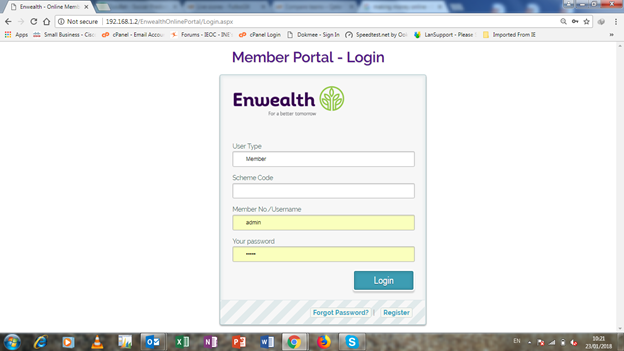 Enwealth - Online Memb
Not secure 192.168.1.2/EnwealthOnlinePortal/Login.aspx
Apps Small Business - Cisc cPanel - Email Accou Forums - IEOC - INE cPanel Login Dokmee - Sign In Speedtest.net by Oo LanSupport - Please Imported From IE
Member Portal - Login
Enwealth
For a better tomorrow
User Type
Member
Scheme Code
Member No./Username
admin
Your password
Login
Forgot Password? | Register
EN 10:21
23/01/2018